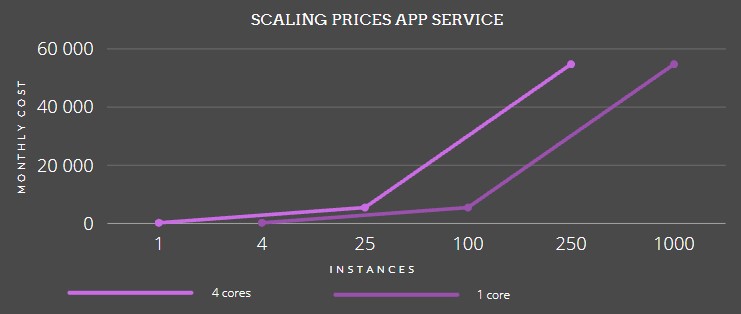 SCALING PRICES APP SERVICE
60 000
40 000
20 000
0
MONTHLY COST
1 4 25 100 250 1000
INSTANCES
4 cores 1 core